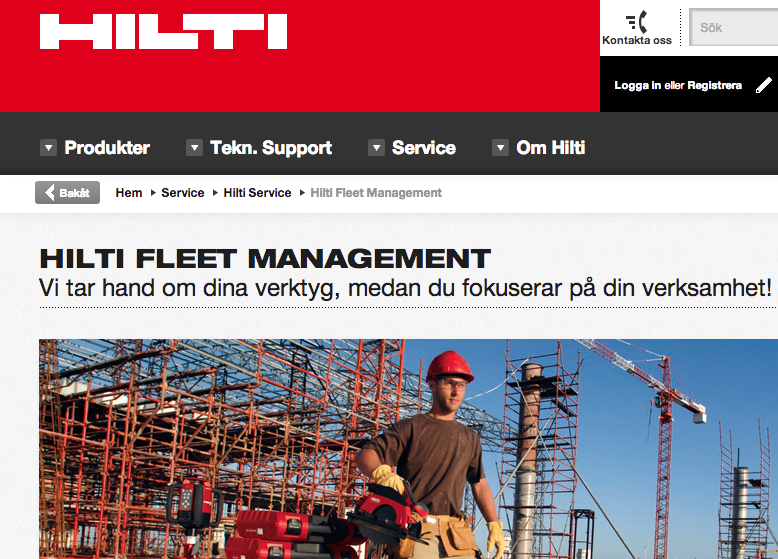 HILTI
Kontakta oss
Sök
Logga in eller Registrera
Produkter Tekn. Support Service Om Hilti
Bakåt Hem Service Hilti Service Hilti Fleet Management
HILTI FLEET MANAGEMENT
Vi tar hand om dina verktyg, medan du fokuserar på din verksamhet!